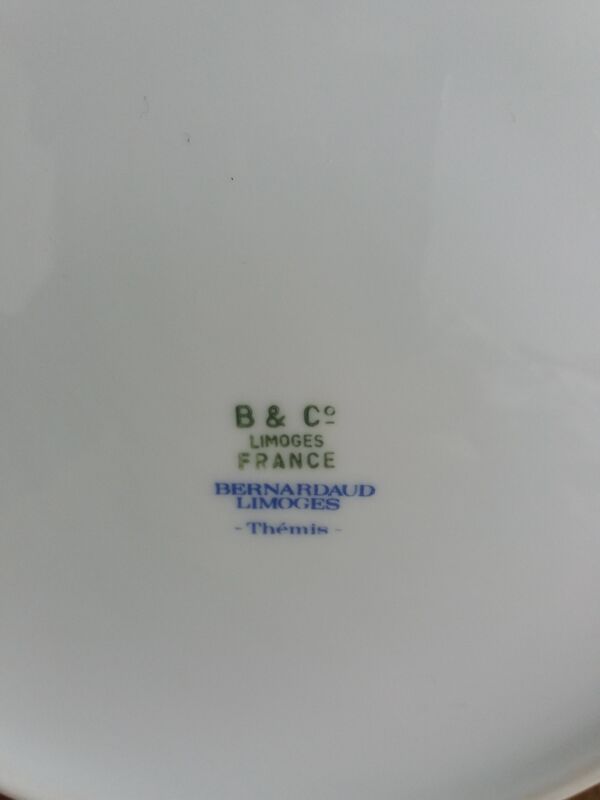 B & Cº
LIMOGES
FRANCE
BERNARDAUD
LIMOGES
- Thémis -